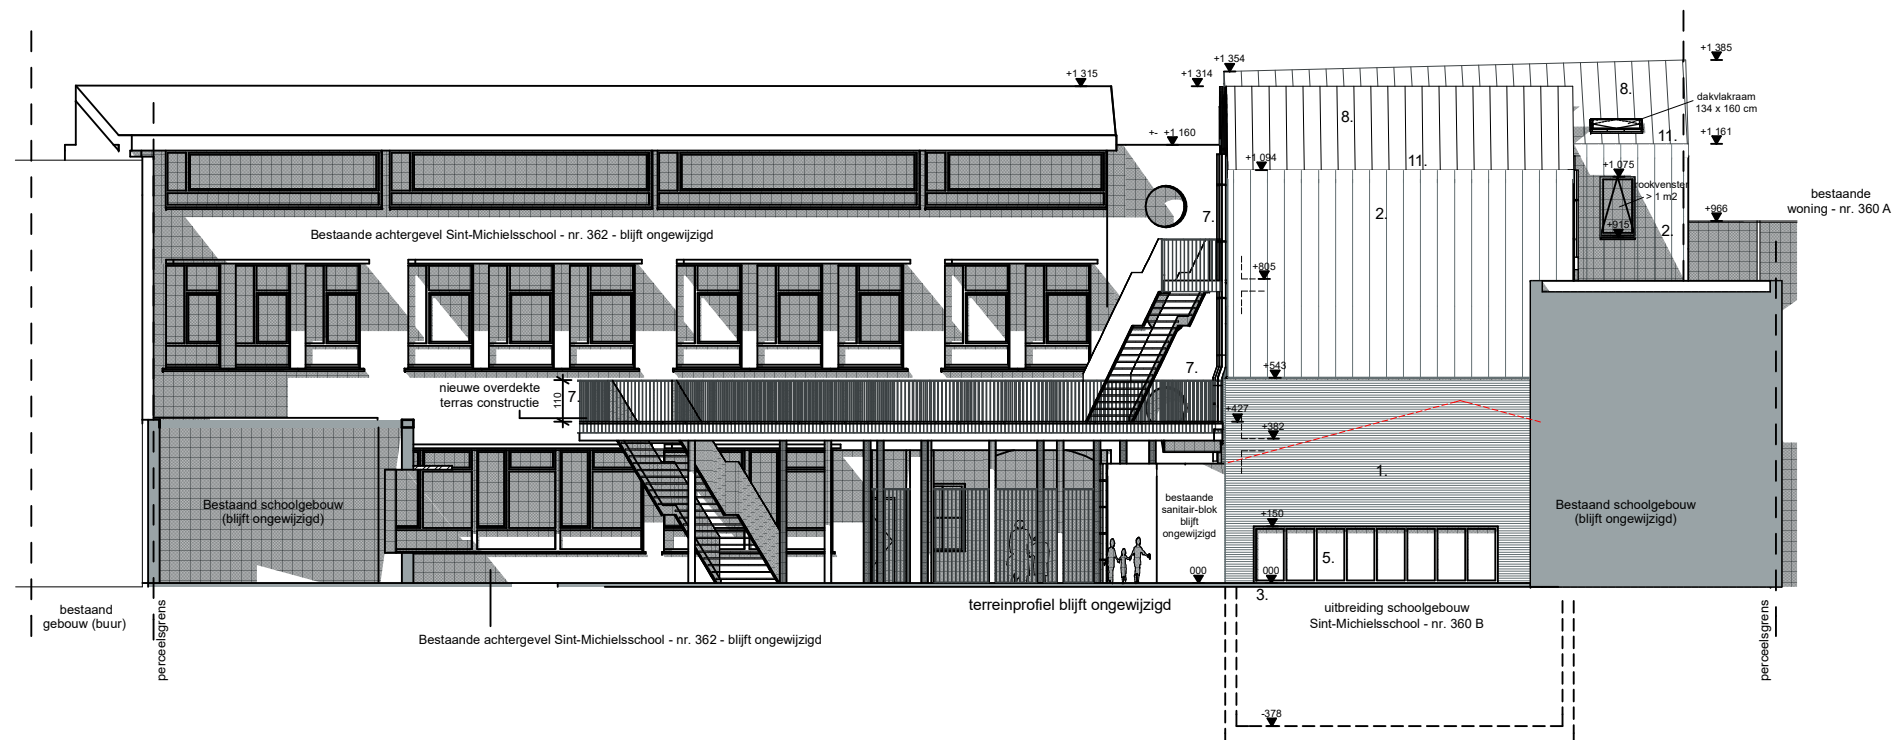 +1 385
+1 354
+1 315
+1 314
8.
dakvlakraam
134 x 160 cm
8.
+- +1 160
11.
+1 161
+1 094
11.
+1 075
rookvenster
> 1 m2
bestaande
woning - nr. 360 A
7.
2.
+966
+915
2.
Bestaande achtergevel Sint-Michielsschool - nr. 362 - blijft ongewijzigd
+805
7.
+543
nieuwe overdekte
terras constructie
110
7.
+427
+382
1.
Bestaand schoolgebouw
(blijft ongewijzigd)
bestaande
sanitair-blok
blijft
ongewijzigd
Bestaand schoolgebouw
(blijft ongewijzigd)
+150
5.
000
000
3.
bestaand
gebouw (buur)
perceelsgrens
terreinprofiel blijft ongewijzigd
uitbreiding schoolgebouw
Sint-Michielsschool - nr. 360 B
perceelsgrens
Bestaande achtergevel Sint-Michielsschool - nr. 362 - blijft ongewijzigd
-378